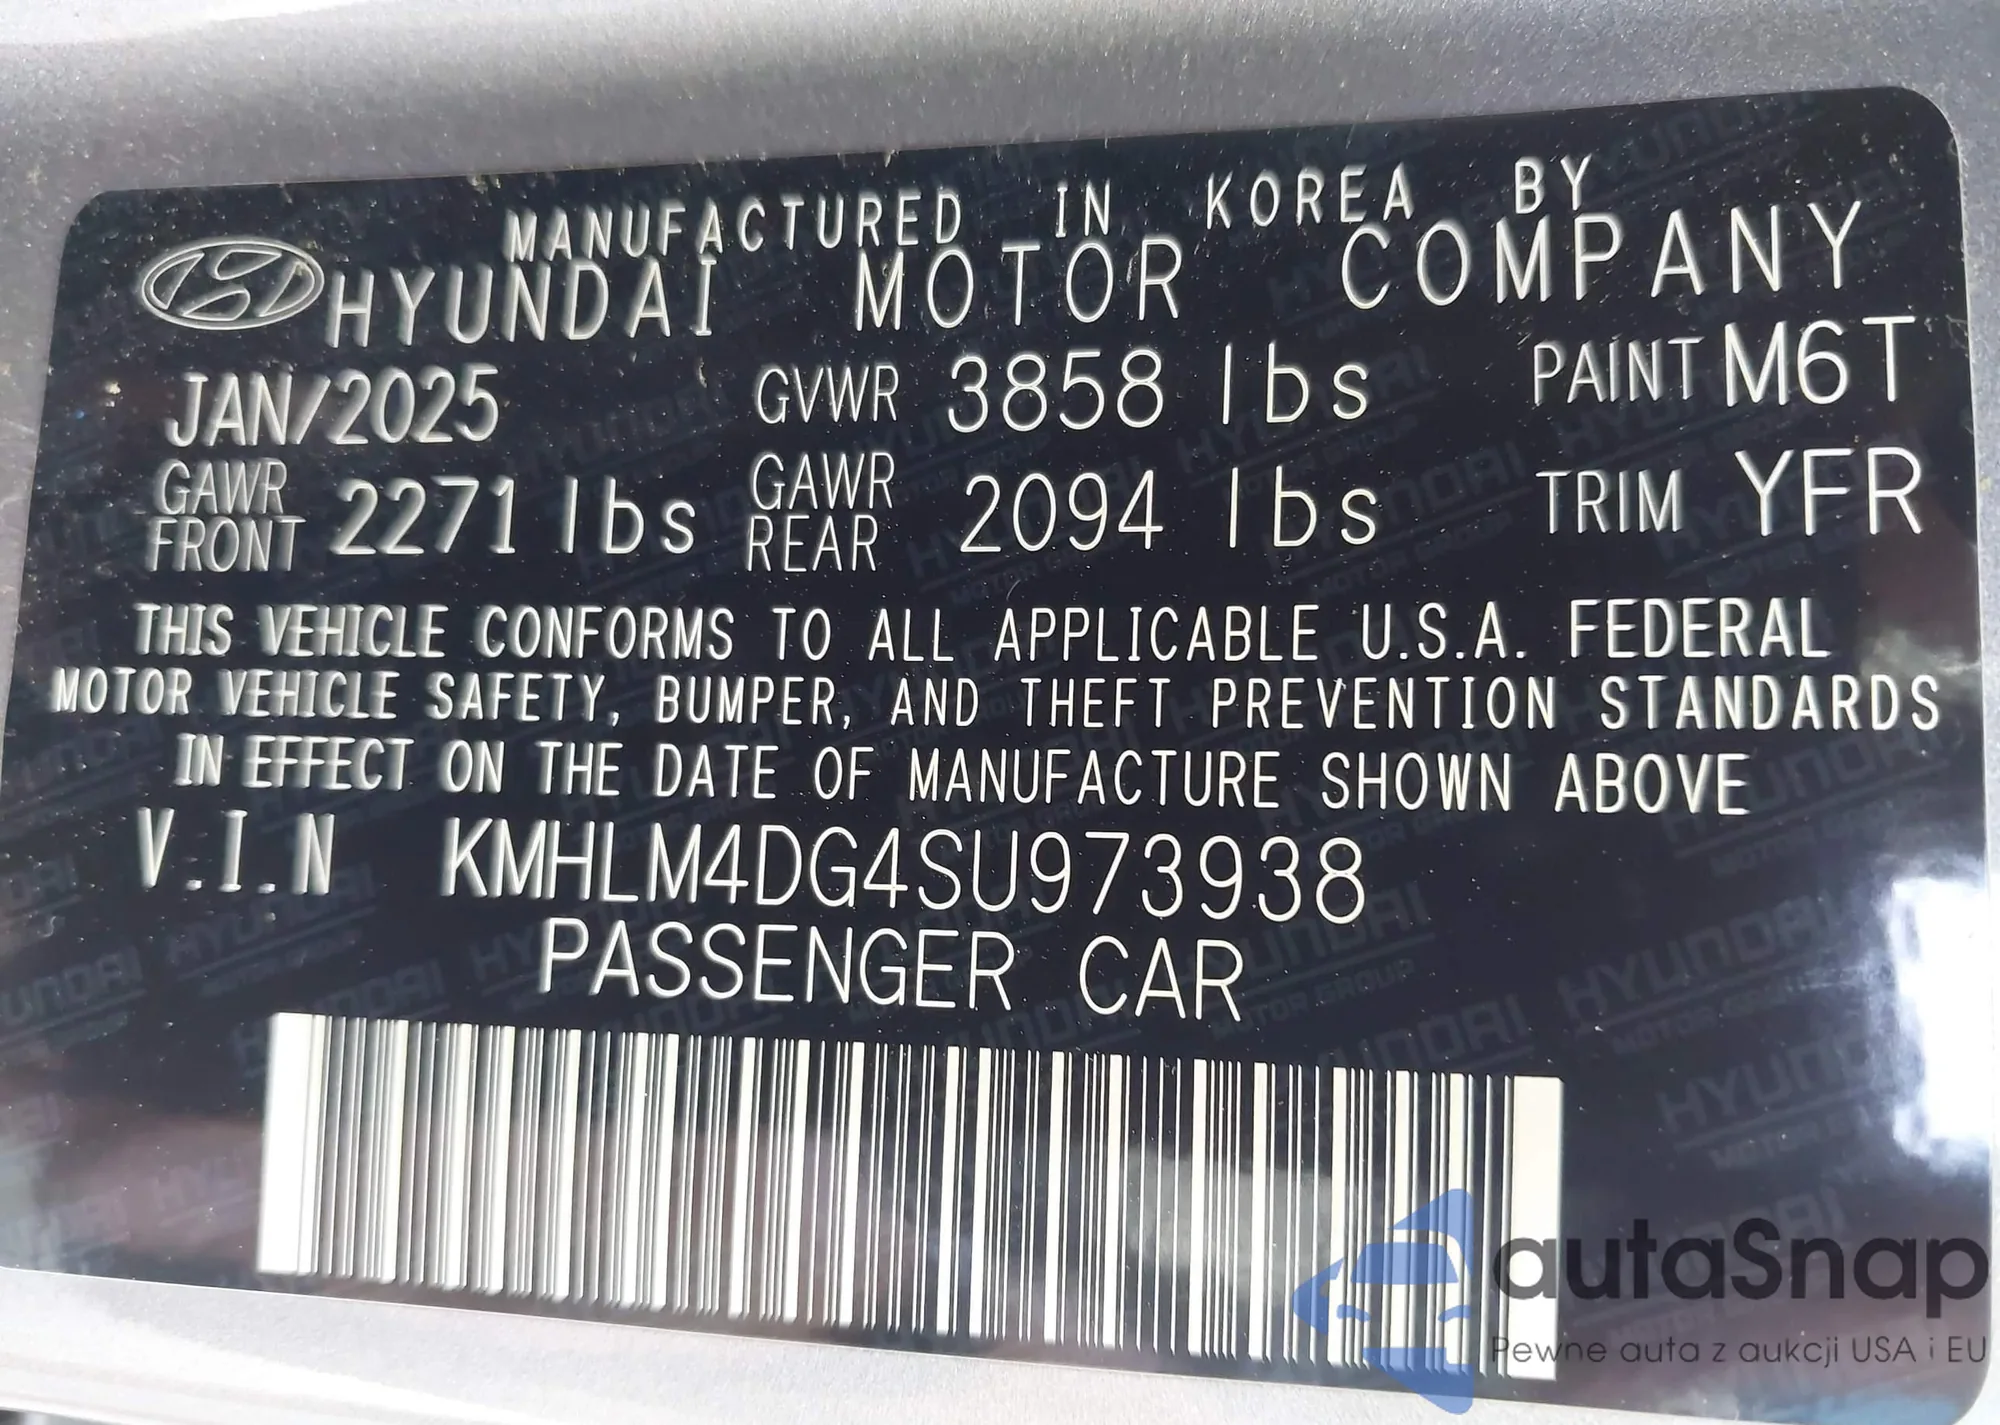 MANUFACTURED IN KOREA BY
HYUNDAI MOTOR COMPANY
JAN/2025 GVWR 3858 lbs PAINT M6T
GAWR FRONT 2271 lbs GAWR REAR 2094 lbs TRIM YFR
THIS VEHICLE CONFORMS TO ALL APPLICABLE U.S.A. FEDERAL
MOTOR VEHICLE SAFETY, BUMPER, AND THEFT PREVENTION STANDARDS
IN EFFECT ON THE DATE OF MANUFACTURE SHOWN ABOVE
V.I.N KMHLM4DG4SU973938
PASSENGER CAR
autaSnap
Pewne auta z aukcji USA i EU